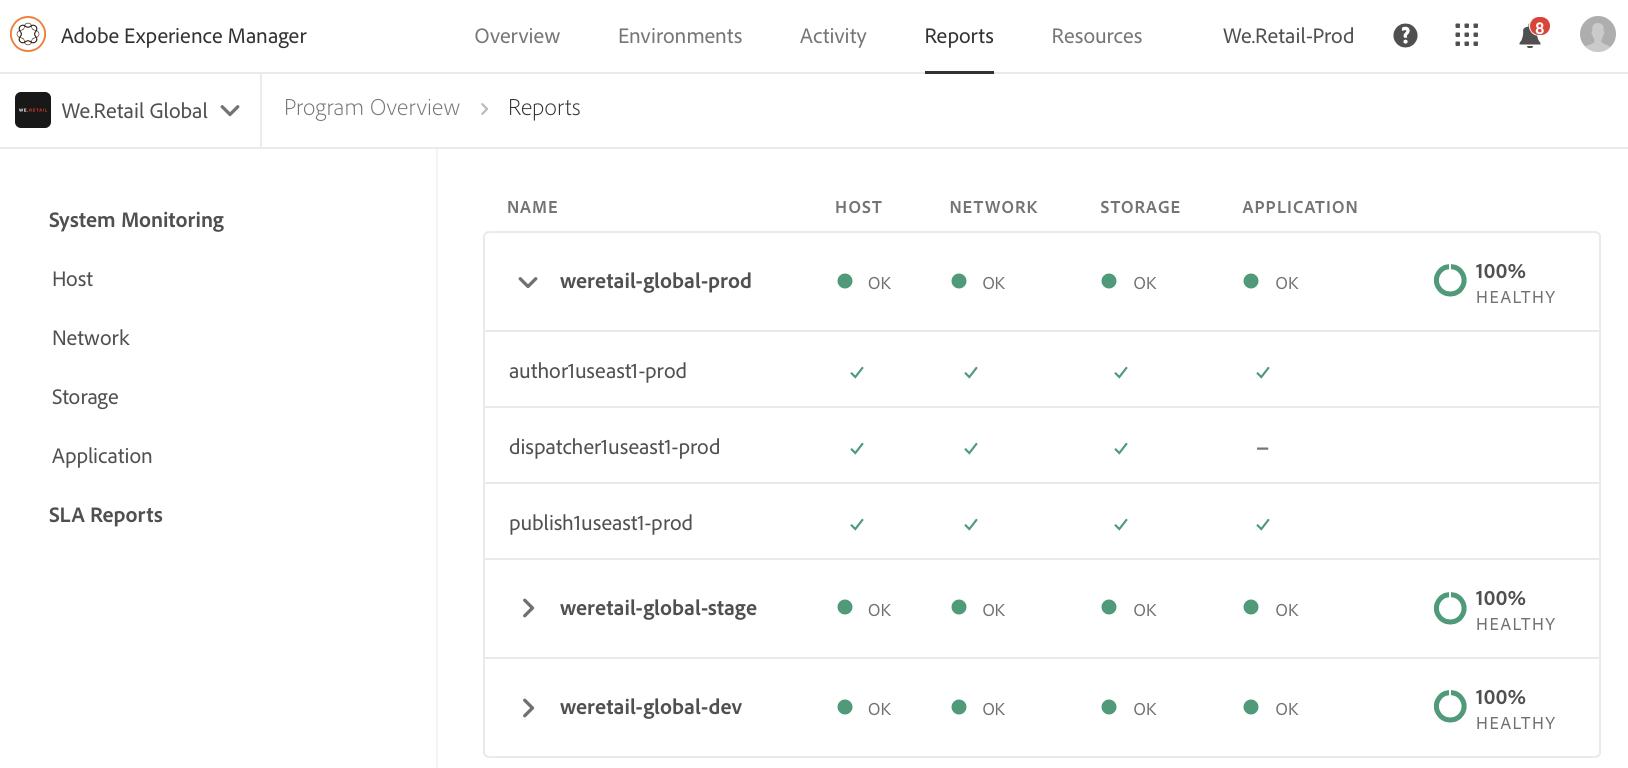 Adobe Experience Manager
Overview
Environments
Activity
Reports
Resources
We.Retail-Prod
?
8
WE.RETAIL
We.Retail Global
Program Overview > Reports
System Monitoring
Host
Network
Storage
Application
SLA Reports
NAME HOST NETWORK STORAGE APPLICATION
weretail-global-prod OK OK OK OK 100% HEALTHY
author1useast1-prod
dispatcher1useast1-prod –
publish1useast1-prod
weretail-global-stage OK OK OK OK 100% HEALTHY
weretail-global-dev OK OK OK OK 100% HEALTHY